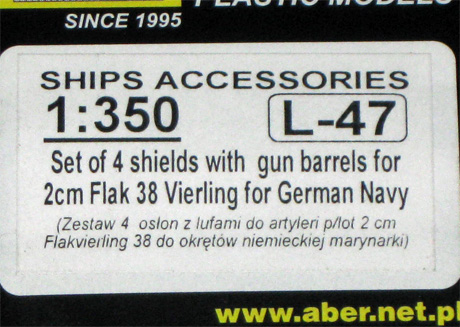 PLASTIC MODELS
SINCE 1995
SHIPS ACCESSORIES
1:350 L-47
Set of 4 shields with gun barrels for
2cm Flak 38 Vierling for German Navy
(Zestaw 4 osłon z lufami do artyleri p/lot 2 cm
Flakvierling 38 do okrętów niemieckiej marynarki)
www.aber.net.pl